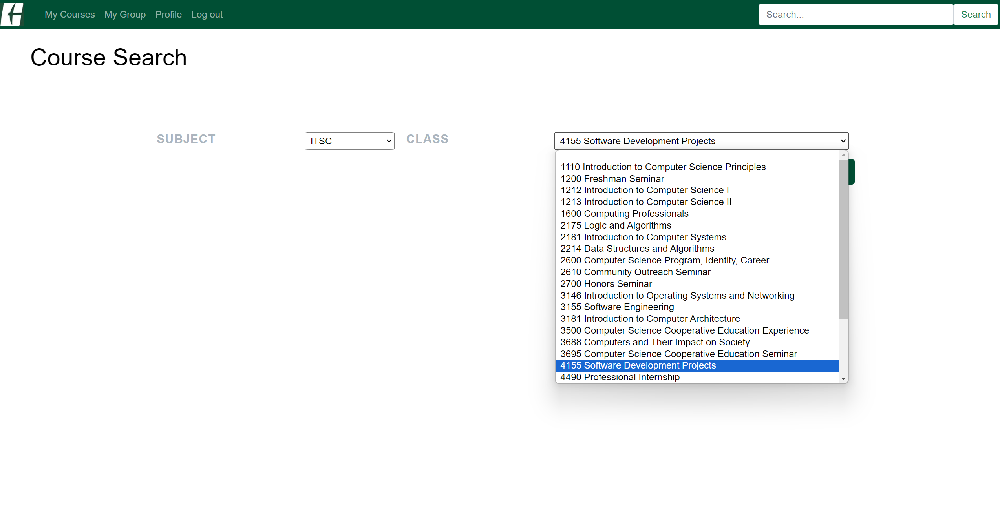 My Courses My Group Profile Log out Search... Search
Course Search
SUBJECT ITSC CLASS 4155 Software Development Projects
1110 Introduction to Computer Science Principles
1200 Freshman Seminar
1212 Introduction to Computer Science I
1213 Introduction to Computer Science II
1600 Computing Professionals
2175 Logic and Algorithms
2181 Introduction to Computer Systems
2214 Data Structures and Algorithms
2600 Computer Science Program, Identity, Career
2610 Community Outreach Seminar
2700 Honors Seminar
3146 Introduction to Operating Systems and Networking
3155 Software Engineering
3181 Introduction to Computer Architecture
3500 Computer Science Cooperative Education Experience
3688 Computers and Their Impact on Society
3695 Computer Science Cooperative Education Seminar
4155 Software Development Projects
4490 Professional Internship